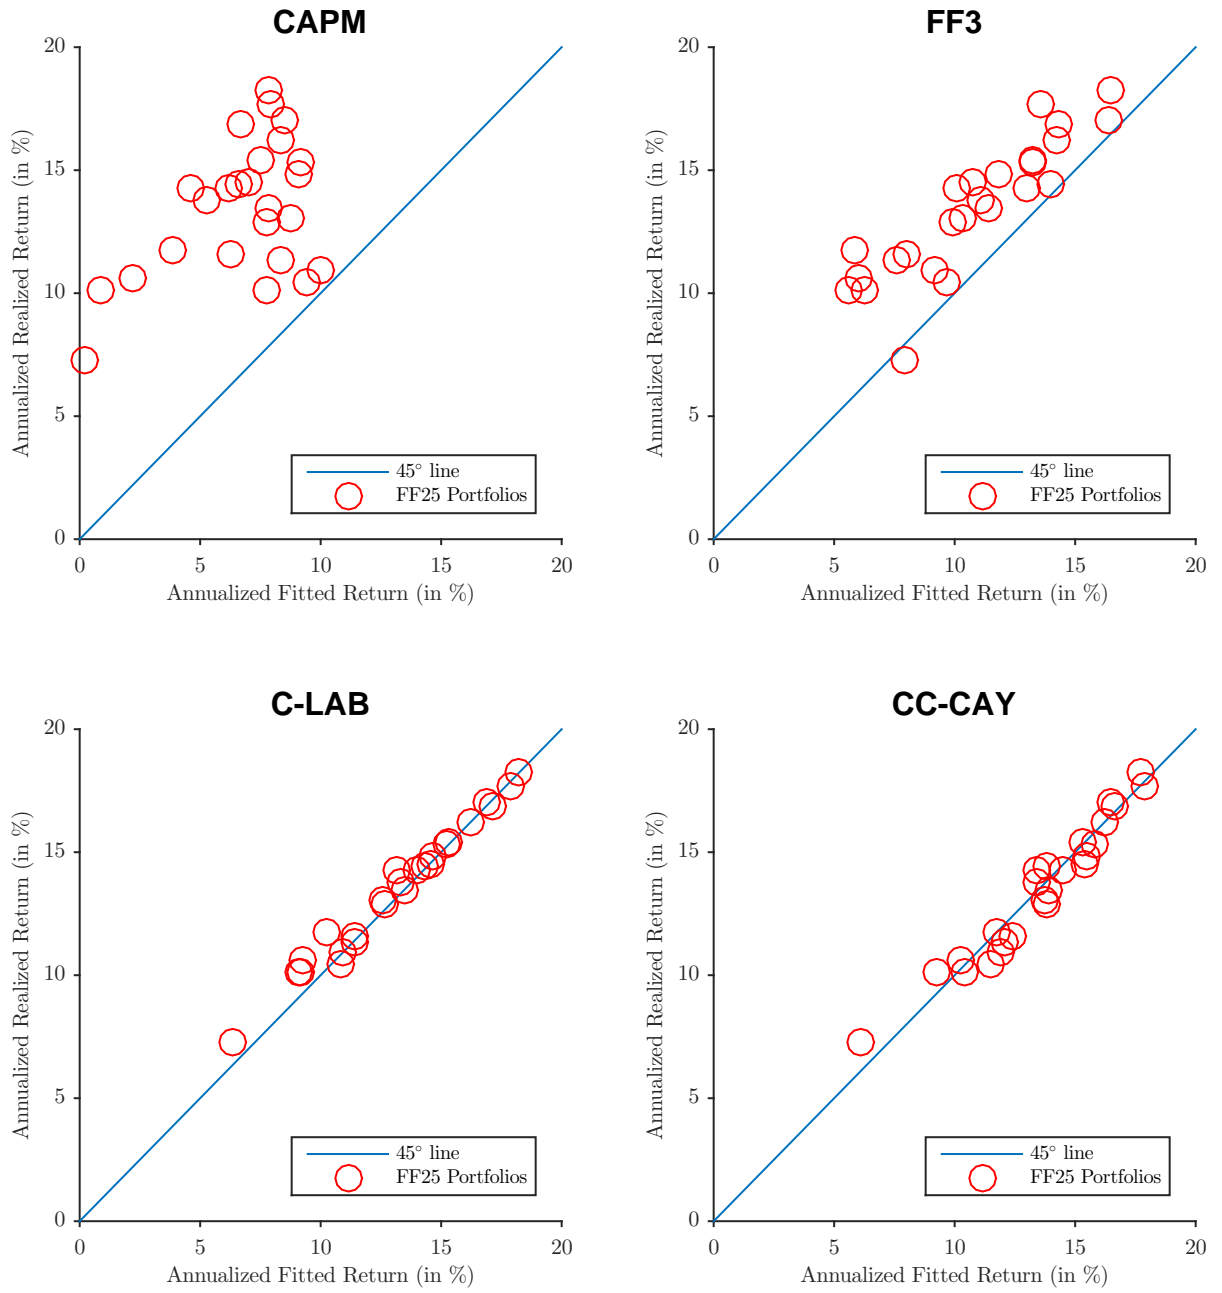 CAPM
20
15
10
5
0
0 5 10 15 20
Annualized Realized Return (in %)
Annualized Fitted Return (in %)
45° line
FF25 Portfolios
FF3
20
15
10
5
0
0 5 10 15 20
Annualized Realized Return (in %)
Annualized Fitted Return (in %)
45° line
FF25 Portfolios
C-LAB
20
15
10
5
0
0 5 10 15 20
Annualized Realized Return (in %)
Annualized Fitted Return (in %)
45° line
FF25 Portfolios
CC-CAY
20
15
10
5
0
0 5 10 15 20
Annualized Realized Return (in %)
Annualized Fitted Return (in %)
45° line
FF25 Portfolios